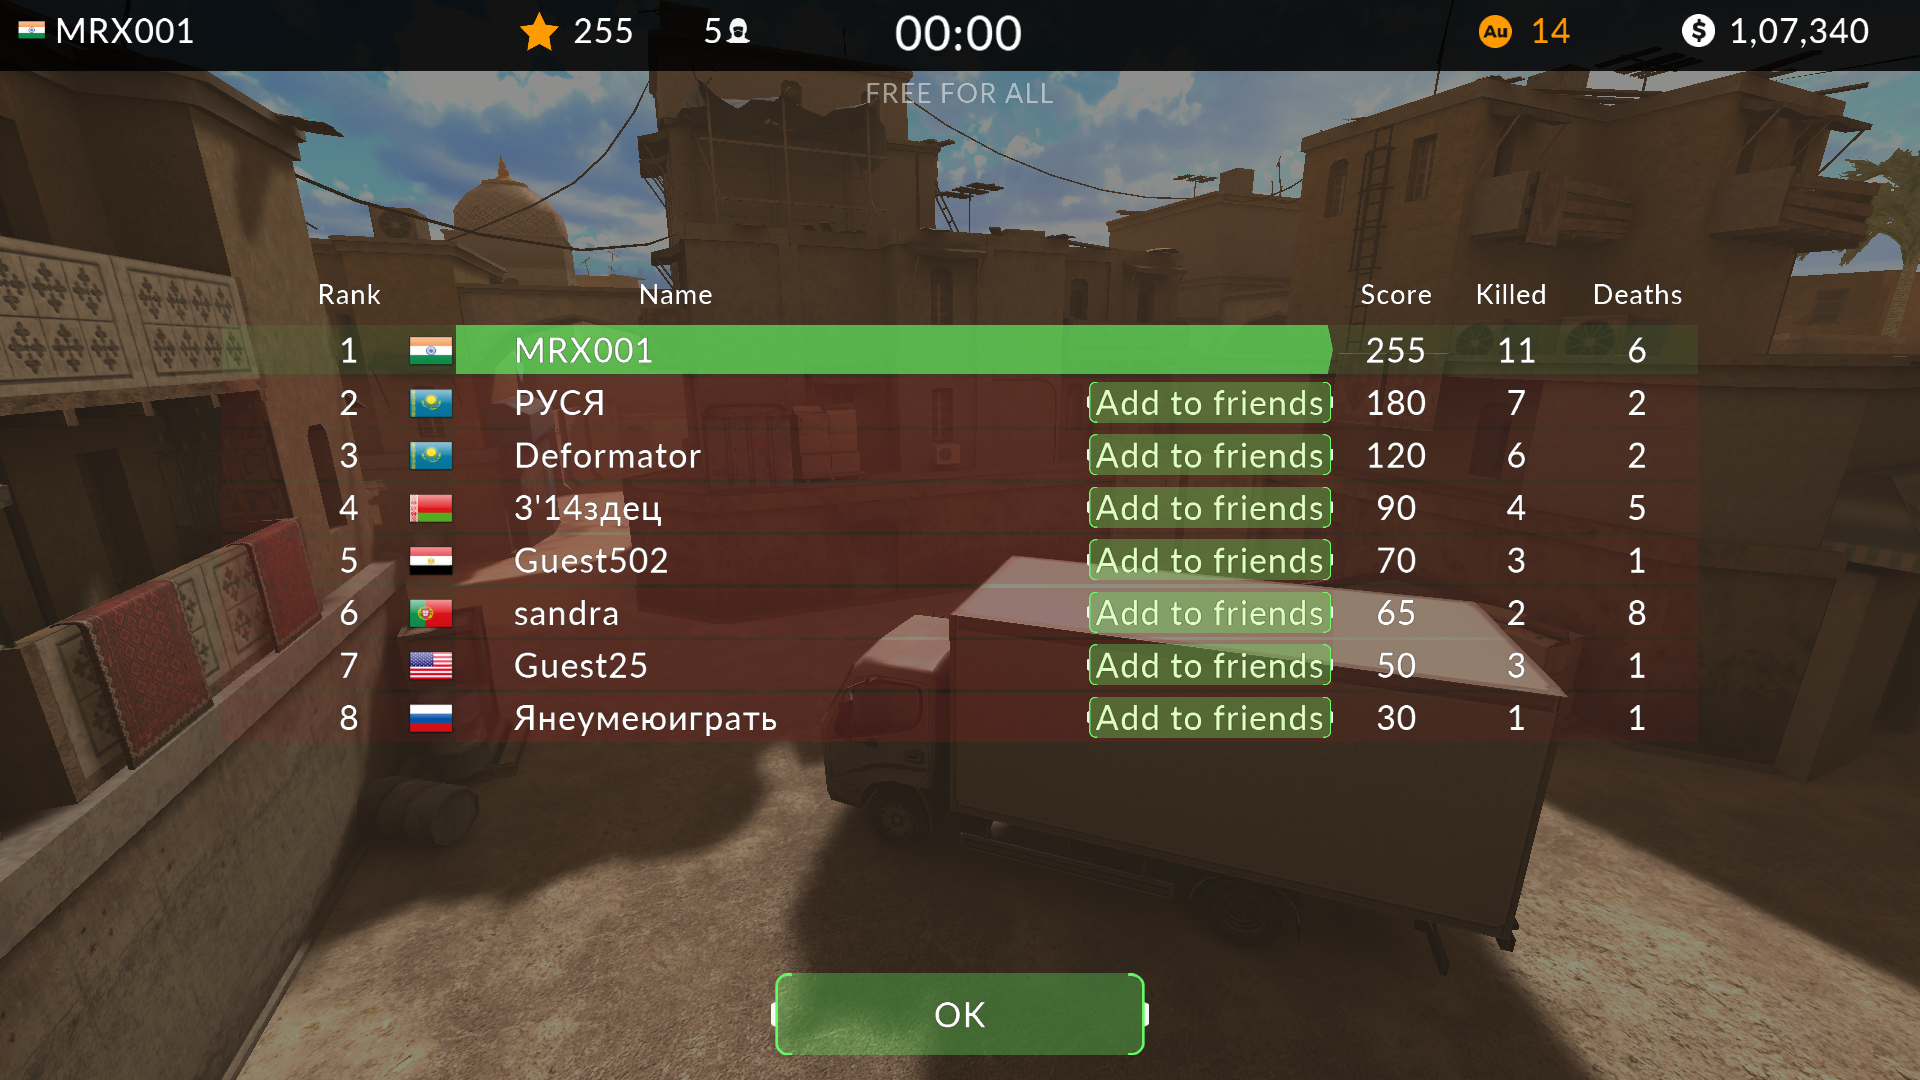 MRX001 255 5 00:00 Au 14 $ 1,07,340
FREE FOR ALL
Rank Name Score Killed Deaths
1 MRX001 255 11 6
2 РУСЯ Add to friends 180 7 2
3 Deformator Add to friends 120 6 2
4 3'14здец Add to friends 90 4 5
5 Guest502 Add to friends 70 3 1
6 sandra Add to friends 65 2 8
7 Guest25 Add to friends 50 3 1
8 Янеумеюиграть Add to friends 30 1 1
OK